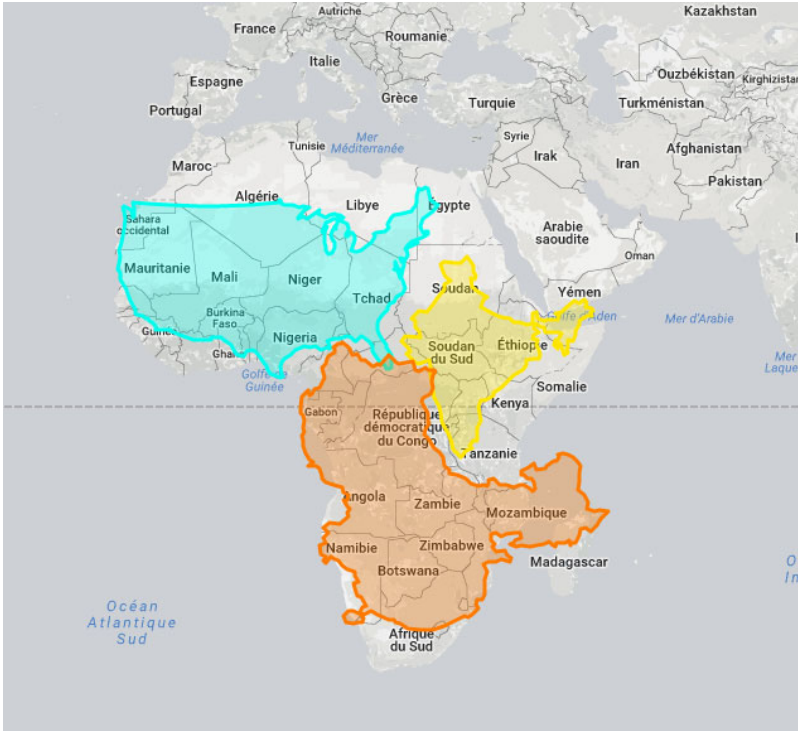 Autriche
Kazakhstan
France
Roumanie
Italie
Ouzbékistan
Kirghizistan
Espagne
Grèce
Turquie
Turkménistan
Portugal
Mer
Méditerranée
Tunisie
Syrie
Afghanistan
Maroc
Irak
Iran
Pakistan
Algérie
Libye
Égypte
Sahara
occidental
Arabie
saoudite
Oman
Mauritanie
Mali
Niger
Tchad
Soudan
Yémen
Golfe d'Aden
Mer d'Arabie
Burkina
Faso
Guinée
Nigeria
Ghana
Soudan
du Sud
Éthiopie
Mer
Laque
Golfe de
Guinée
Somalie
Kenya
Gabon
République
démocratique
du Congo
Tanzanie
Angola
Zambie
Mozambique
Namibie
Zimbabwe
Madagascar
Botswana
O
In
Océan
Atlantique
Sud
Afrique
du Sud